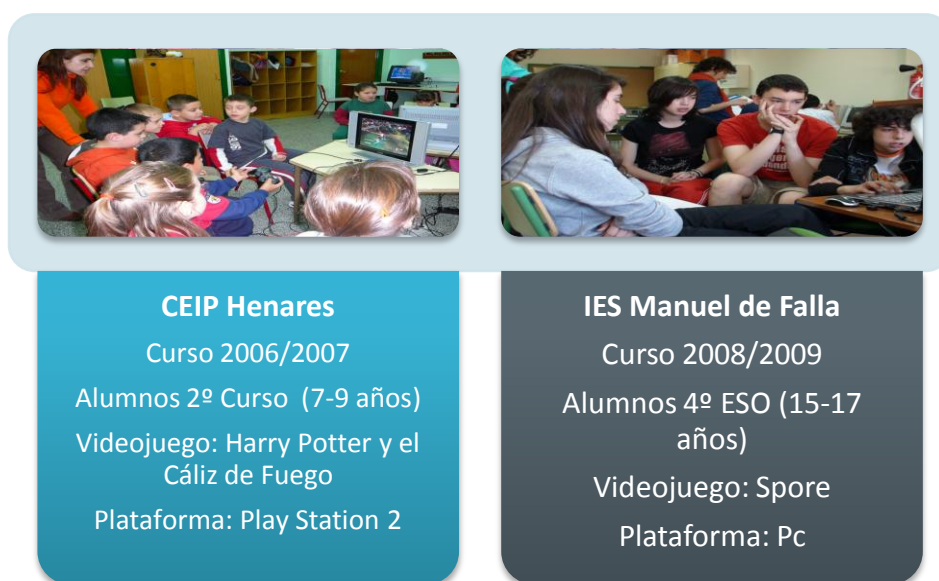 CEIP Henares
Curso 2006/2007
Alumnos 2º Curso (7-9 años)
Videojuego: Harry Potter y el
Cáliz de Fuego
Plataforma: Play Station 2
IES Manuel de Falla
Curso 2008/2009
Alumnos 4º ESO (15-17
años)
Videojuego: Spore
Plataforma: Pc